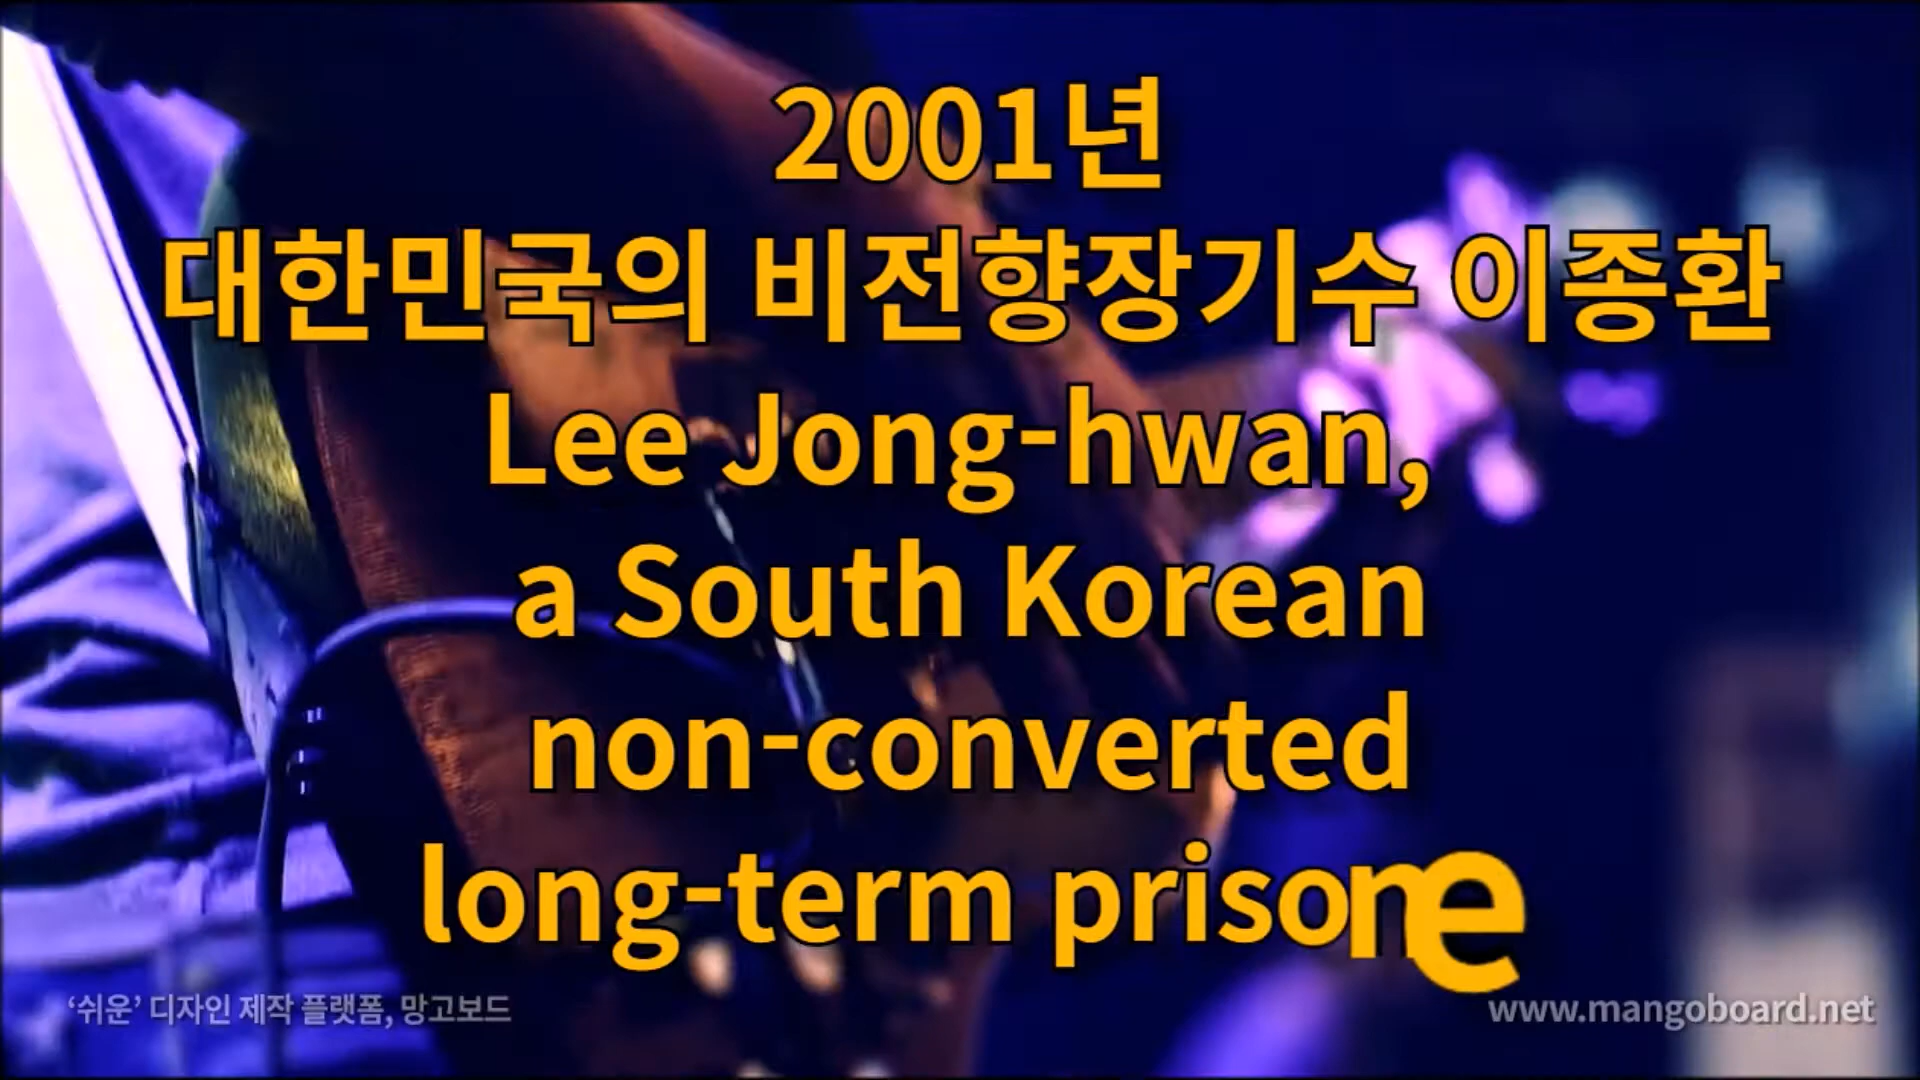 2001년
대한민국의 비전향장기수 이종환
Lee Jong-hwan,
a South Korean
non-converted
long-term prisone
‘쉬운’ 디자인 제작 플랫폼, 망고보드
www.mangoboard.net